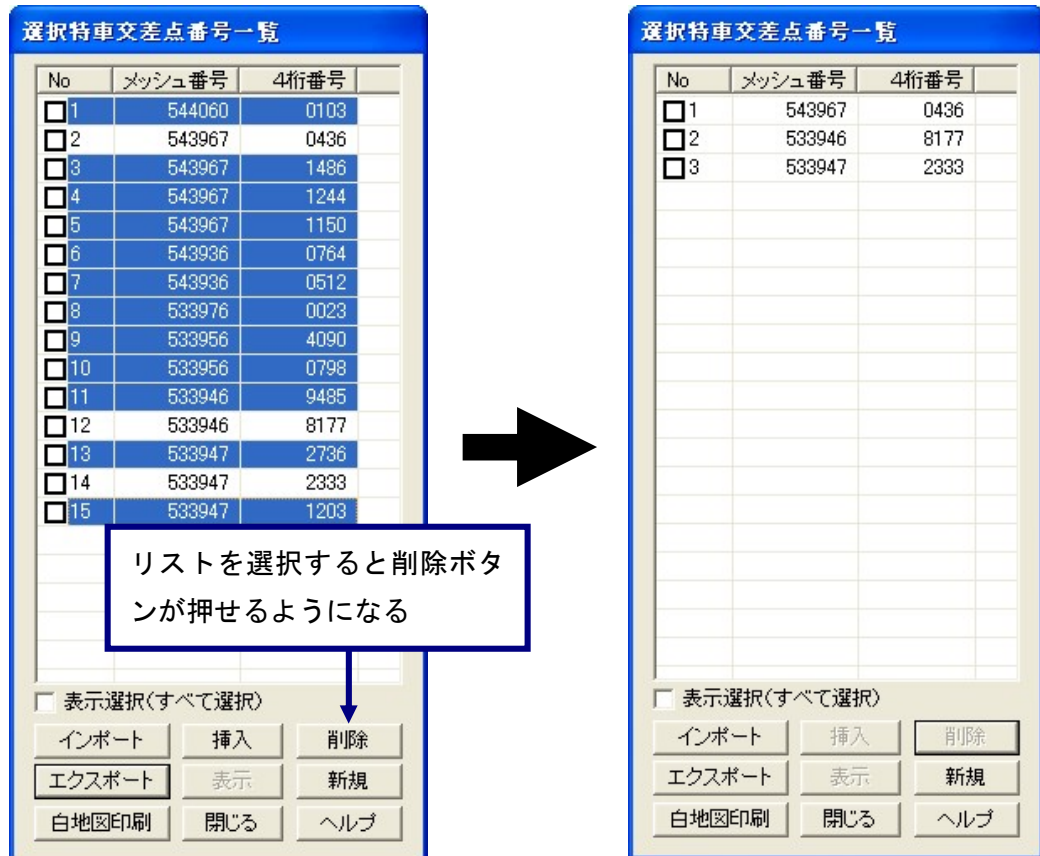 選択特車交差点番号一覧
No メッシュ番号 4桁番号
1 544060 0103
2 543967 0436
3 543967 1486
4 543967 1244
5 543967 1150
6 543936 0764
7 543936 0512
8 533976 0023
9 533956 4090
10 533956 0798
11 533946 9485
12 533946 8177
13 533947 2736
14 533947 2333
15 533947 1203
リストを選択すると削除ボタ
ンが押せるようになる
表示選択(すべて選択)
インポート 挿入 削除
エクスポート 表示 新規
白地図印刷 閉じる ヘルプ
選択特車交差点番号一覧
No メッシュ番号 4桁番号
1 543967 0436
2 533946 8177
3 533947 2333
表示選択(すべて選択)
インポート 挿入 削除
エクスポート 表示 新規
白地図印刷 閉じる ヘルプ